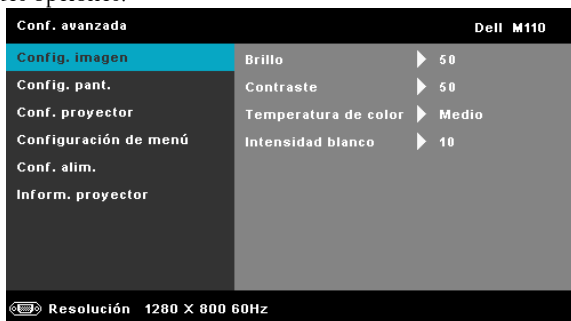 Conf. avanzada Dell M110
Config. imagen Brillo 50
Config. pant. Contraste 50
Conf. proyector Temperatura de color Medio
Configuración de menú Intensidad blanco 10
Conf. alim.
Inform. proyector
Resolución 1280 X 800 60Hz